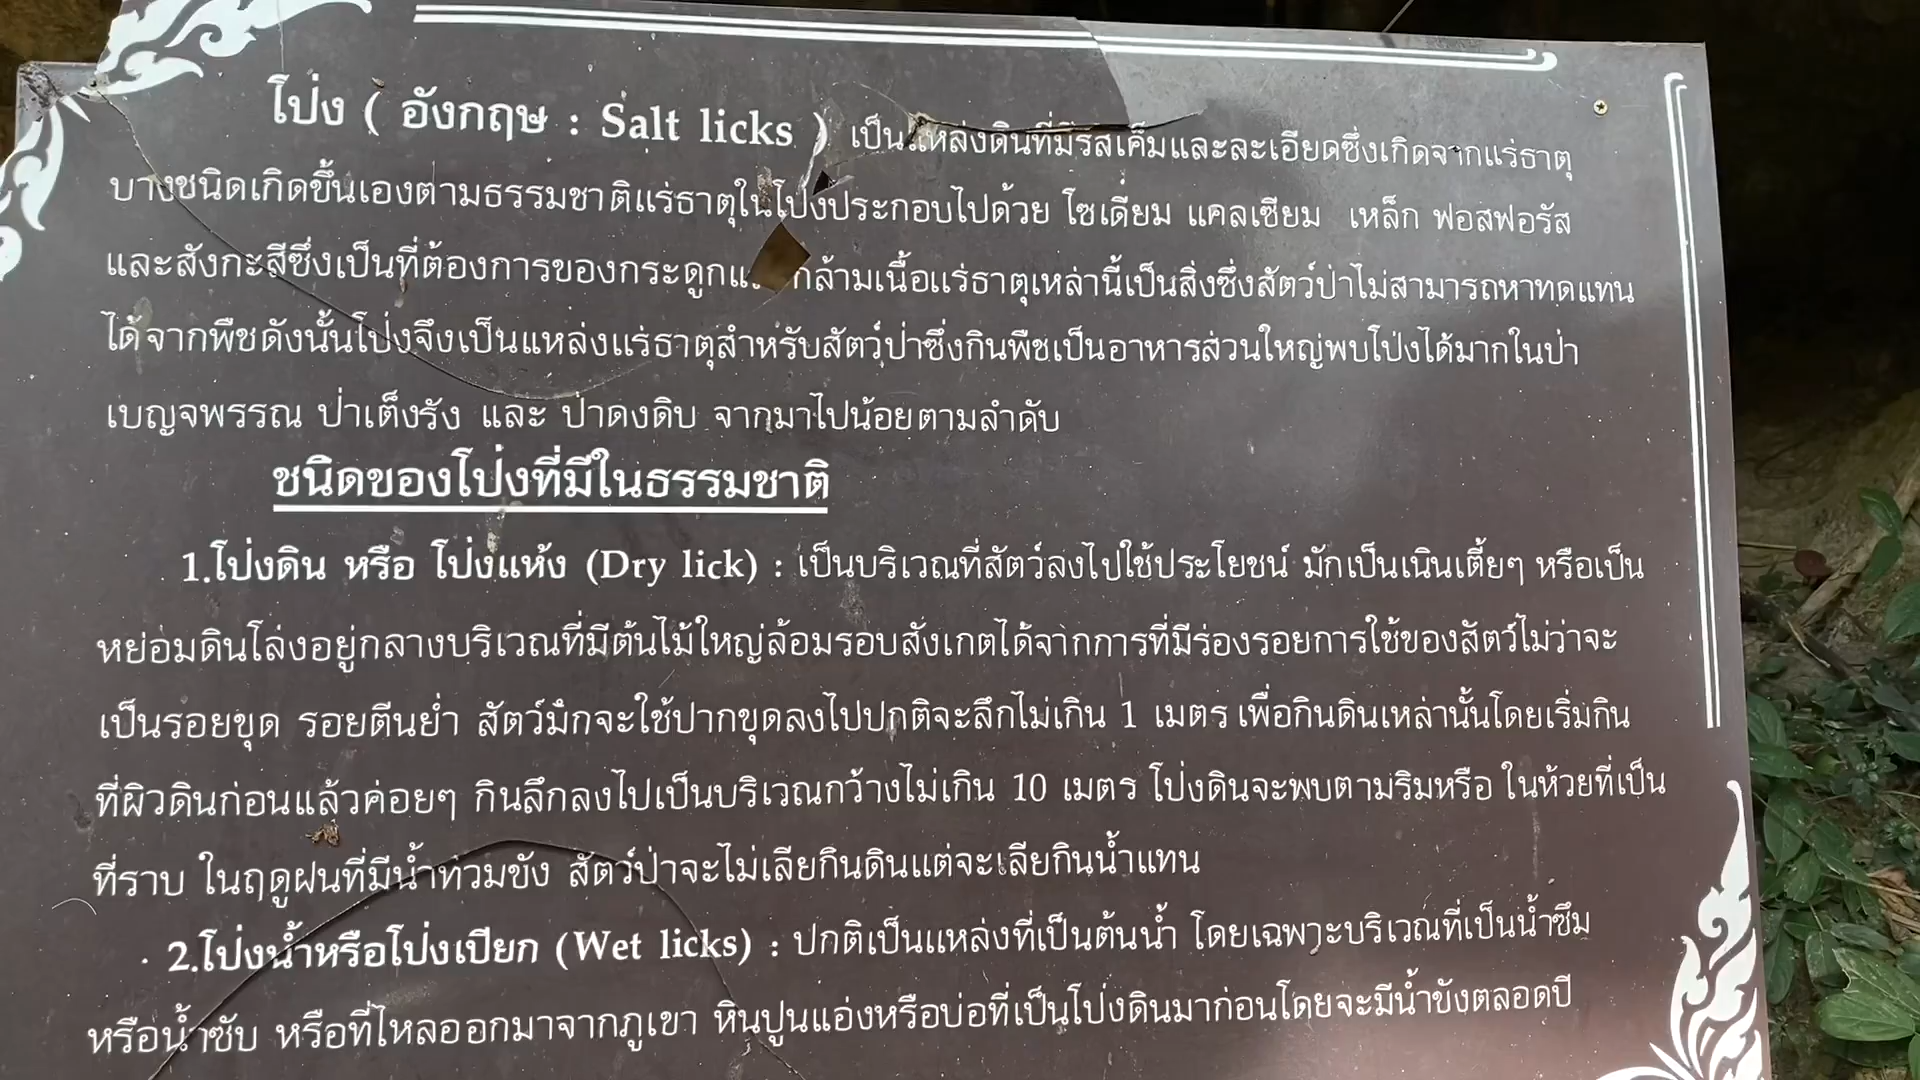 โป่ง ( อังกฤษ : Salt licks ) เป็นแหล่งดินที่มีรสเค็มและละเอียดซึ่งเกิดจากแร่ธาตุ
บางชนิดเกิดขึ้นเองตามธรรมชาติแร่ธาตุในโป่งประกอบไปด้วย โซเดียม แคลเซียม เหล็ก ฟอสฟอรัส
และสังกะสีซึ่งเป็นที่ต้องการของกระดูก กล้ามเนื้อแร่ธาตุเหล่านี้เป็นสิ่งซึ่งสัตว์ป่าไม่สามารถหาทดแทน
ได้จากพืชดังนั้นโป่งจึงเป็นแหล่งแร่ธาตุสำหรับสัตว์ป่าซึ่งกินพืชเป็นอาหารส่วนใหญ่พบโป่งได้มากในป่า
เบญจพรรณ ป่าเต็งรัง และ ป่าดงดิบ จากมาไปน้อยตามลำดับ
ชนิดของโป่งที่มีในธรรมชาติ
1.โป่งดิน หรือ โป่งแห้ง (Dry lick) : เป็นบริเวณที่สัตว์ลงไปใช้ประโยชน์ มักเป็นเนินเตี้ยๆ หรือเป็น
หย่อมดินโล่งอยู่กลางบริเวณที่มีต้นไม้ใหญ่ล้อมรอบสังเกตได้จากการที่มีร่องรอยการใช้ของสัตว์ไม่ว่าจะ
เป็นรอยขุด รอยตีนย่ำ สัตว์มักจะใช้ปากขุดลงไปปกติจะลึกไม่เกิน 1 เมตร เพื่อกินดินเหล่านั้นโดยเริ่มกิน
ที่ผิวดินก่อนแล้วค่อยๆ กินลึกลงไปเป็นบริเวณกว้างไม่เกิน 10 เมตร โป่งดินจะพบตามริมหรือ ในห้วยที่เป็น
ที่ราบ ในฤดูฝนที่มีน้ำท่วมขัง สัตว์ป่าจะไม่เลียกินดินแต่จะเลียกินน้ำแทน
2.โป่งน้ำหรือโป่งเปียก (Wet licks) : ปกติเป็นแหล่งที่เป็นต้นน้ำ โดยเฉพาะบริเวณที่เป็นน้ำซึม
หรือน้ำซับ หรือที่ไหลออกมาจากภูเขา หินปูนแอ่งหรือบ่อที่เป็นโป่งดินมาก่อนโดยจะมีน้ำขังตลอดปี